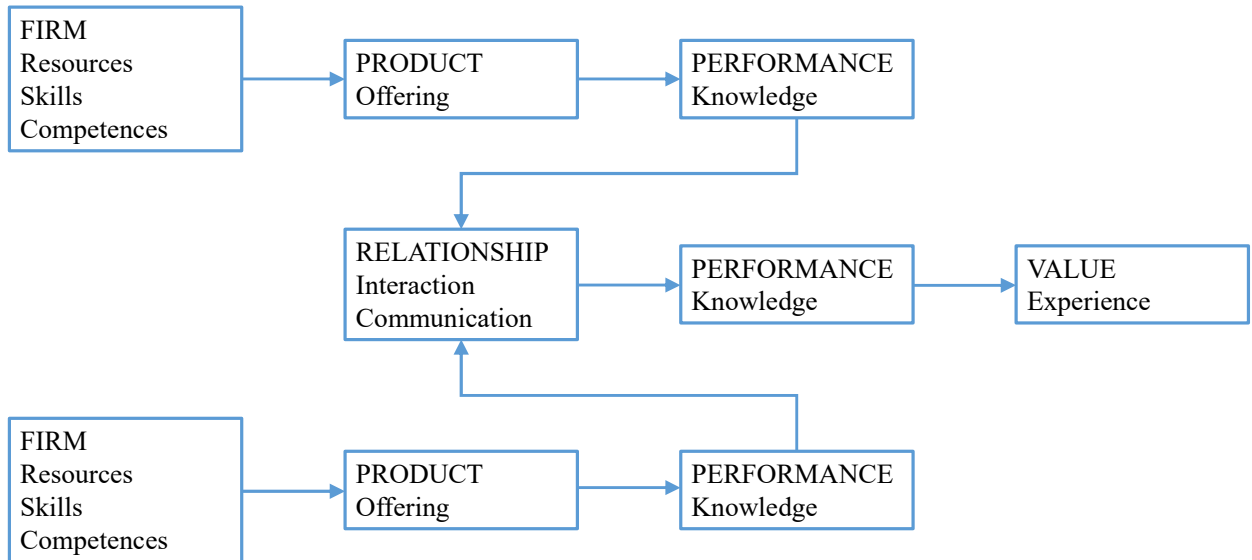 FIRM
Resources
Skills
Competences
PRODUCT
Offering
PERFORMANCE
Knowledge
RELATIONSHIP
Interaction
Communication
PERFORMANCE
Knowledge
VALUE
Experience
FIRM
Resources
Skills
Competences
PRODUCT
Offering
PERFORMANCE
Knowledge